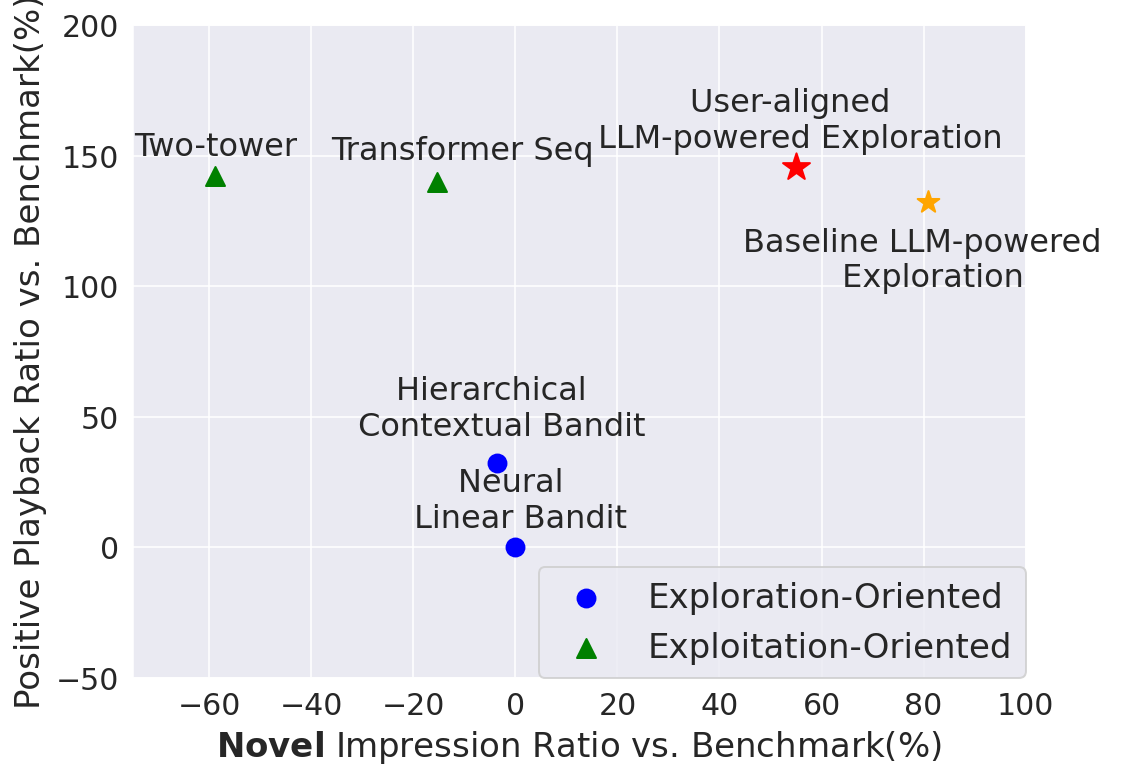 Positive Playback Ratio vs. Benchmark(%)
200
150
100
50
0
−50
Two-tower
Transformer Seq
User-aligned
LLM-powered Exploration
Baseline LLM-powered
Exploration
Hierarchical
Contextual Bandit
Neural
Linear Bandit
Exploration-Oriented
Exploitation-Oriented
−60 −40 −20 0 20 40 60 80 100
Novel Impression Ratio vs. Benchmark(%)